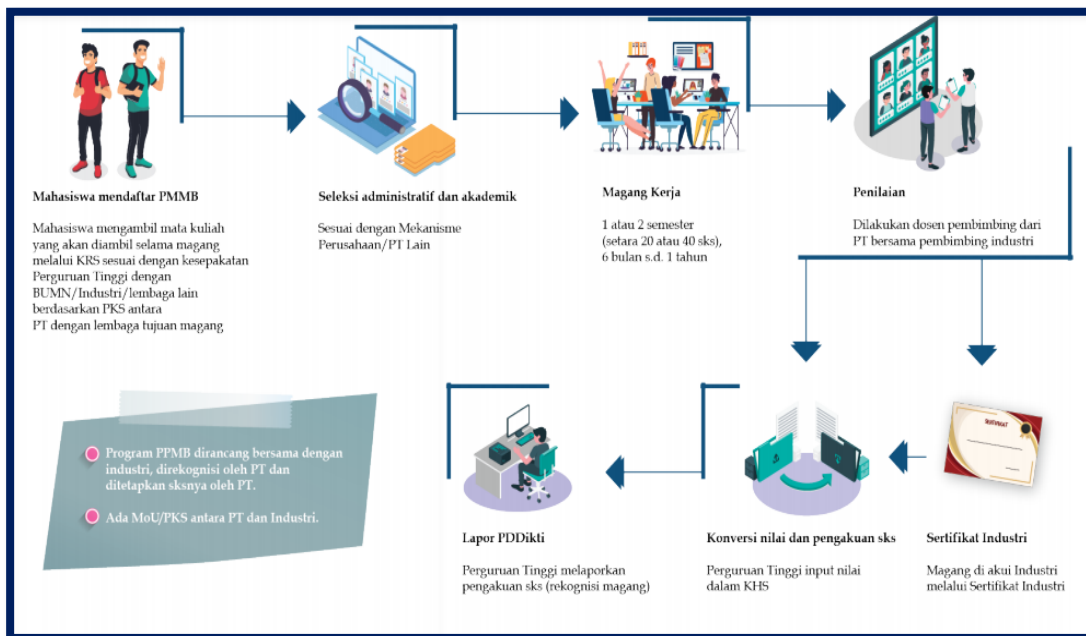 Mahasiswa mendaftar PMMB
Mahasiswa mengambil mata kuliah
yang akan diambil selama magang
melalui KRS sesuai dengan kesepakatan
Perguruan Tinggi dengan
BUMN/Industri/lembaga lain
berdasarkan PKS antara
PT dengan lembaga tujuan magang
Seleksi administratif dan akademik
Sesuai dengan Mekanisme
Perusahaan/PT Lain
Magang Kerja
1 atau 2 semester
(setara 20 atau 40 sks),
6 bulan s.d. 1 tahun
Penilaian
Dilakukan dosen pembimbing dari
PT bersama pembimbing industri
Program PPMB dirancang bersama dengan
industri, direkognisi oleh PT dan
ditetapkan sksnya oleh PT.
Ada MoU/PKS antara PT dan Industri.
Lapor PDDikti
Perguruan Tinggi melaporkan
pengakuan sks (rekognisi magang)
Konversi nilai dan pengakuan sks
Perguruan Tinggi input nilai
dalam KHS
SERTIFIKAT
Sertifikat Industri
Magang di akui Industri
melalui Sertifikat Industri